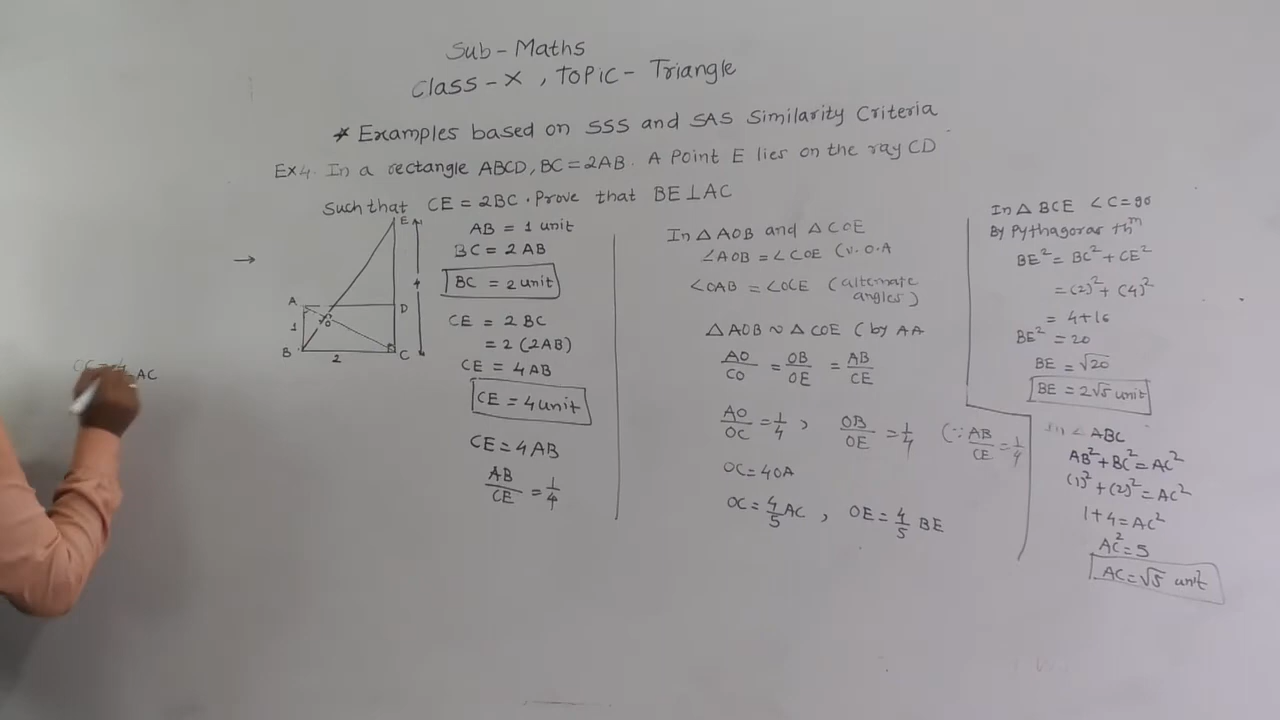 Sub - Maths
Class - X , TOPIC - Triangle
* Examples based on SSS and SAS Similarity Criteria
Ex 4. In a rectangle ABCD, BC = 2AB. A Point E lies on the ray CD
Such that CE = 2BC. Prove that BE ⊥ AC
→
E
A
D
4
1
O
B
2
C
AB = 1 unit
BC = 2 AB
BC = 2 unit
CE = 2 BC
= 2 (2AB)
CE = 4 AB
CE = 4 unit
CE = 4AB
AB/CE = 1/4
In △ AOB and △ COE
∠AOB = ∠COE (V.O.A
∠OAB = ∠OCE (alternate angles)
△ AOB ~ △ COE (by AA
AO/CO = OB/OE = AB/CE
AO/OC = 1/4 , OB/OE = 1/4 (∵ AB/CE = 1/4
OC = 4OA
OC = 4/5 AC , OE = 4/5 BE
In △ BCE ∠C = 90
By Pythagoras thm
BE² = BC² + CE²
= (2)² + (4)²
= 4 + 16
BE² = 20
BE = √20
BE = 2√5 unit
ABC
AB² + BC² = AC²
(1)² + (2)² = AC²
1 + 4 = AC²
AC² = 5
AC = √5 unit
OC = 4
AC